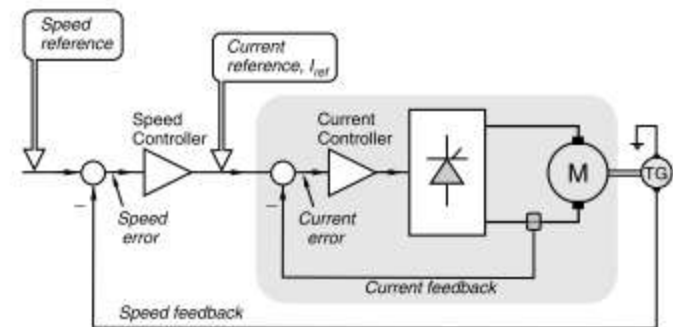 Speed
reference
Current
reference, Iref
Speed
Controller
Current
Controller
M
TG
−
Speed
error
−
Current
error
Current feedback
Speed feedback